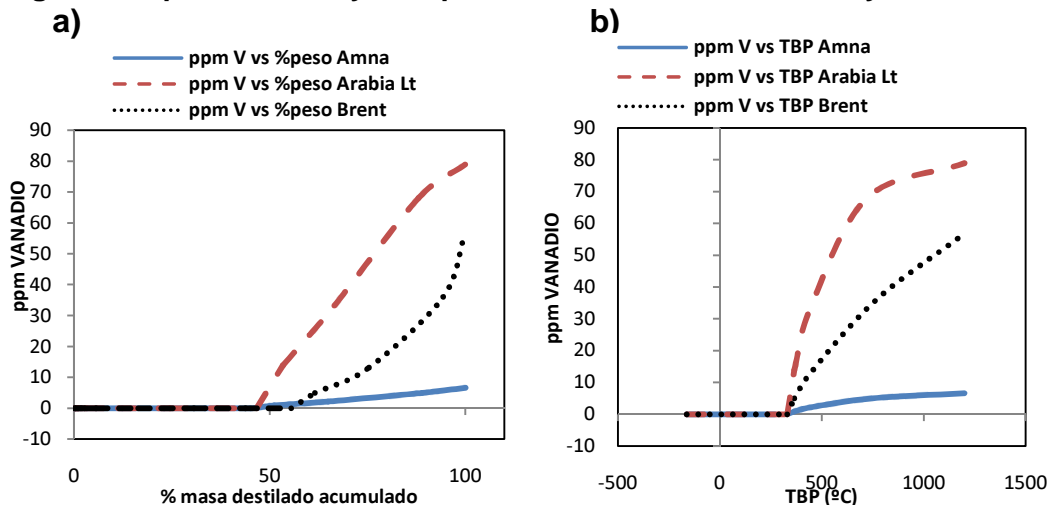 a)
ppm V vs %peso Amna
ppm V vs %peso Arabia Lt
ppm V vs %peso Brent
90
80
70
60
50
40
30
20
10
0
-10
ppm VANADIO
0
50
100
% masa destilado acumulado
b)
ppm V vs TBP Amna
ppm V vs TBP Arabia Lt
ppm V vs TBP Brent
90
80
70
60
50
40
30
20
10
0
-10
ppm VANADIO
-500
0
500
1000
1500
TBP (ºC)